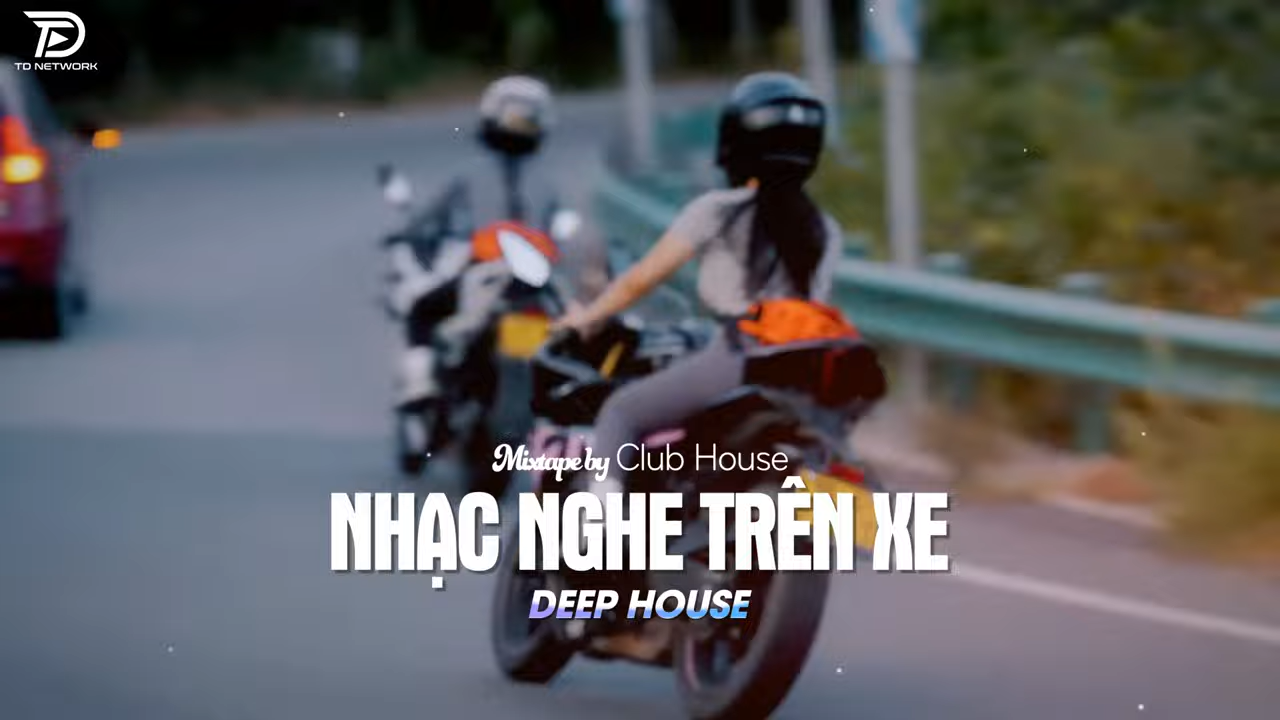 TD NETWORK
Mixtape by Club House
NHẠC NGHE TRÊN XE
DEEP HOUSE